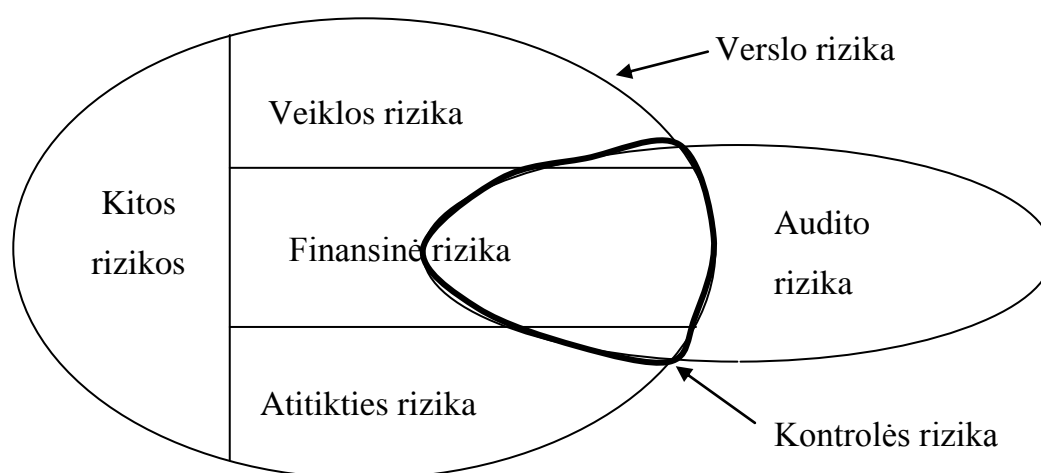 Verslo rizika
Veiklos rizika
Kitos
rizikos
Finansinė rizika
Audito
rizika
Atitikties rizika
Kontrolės rizika